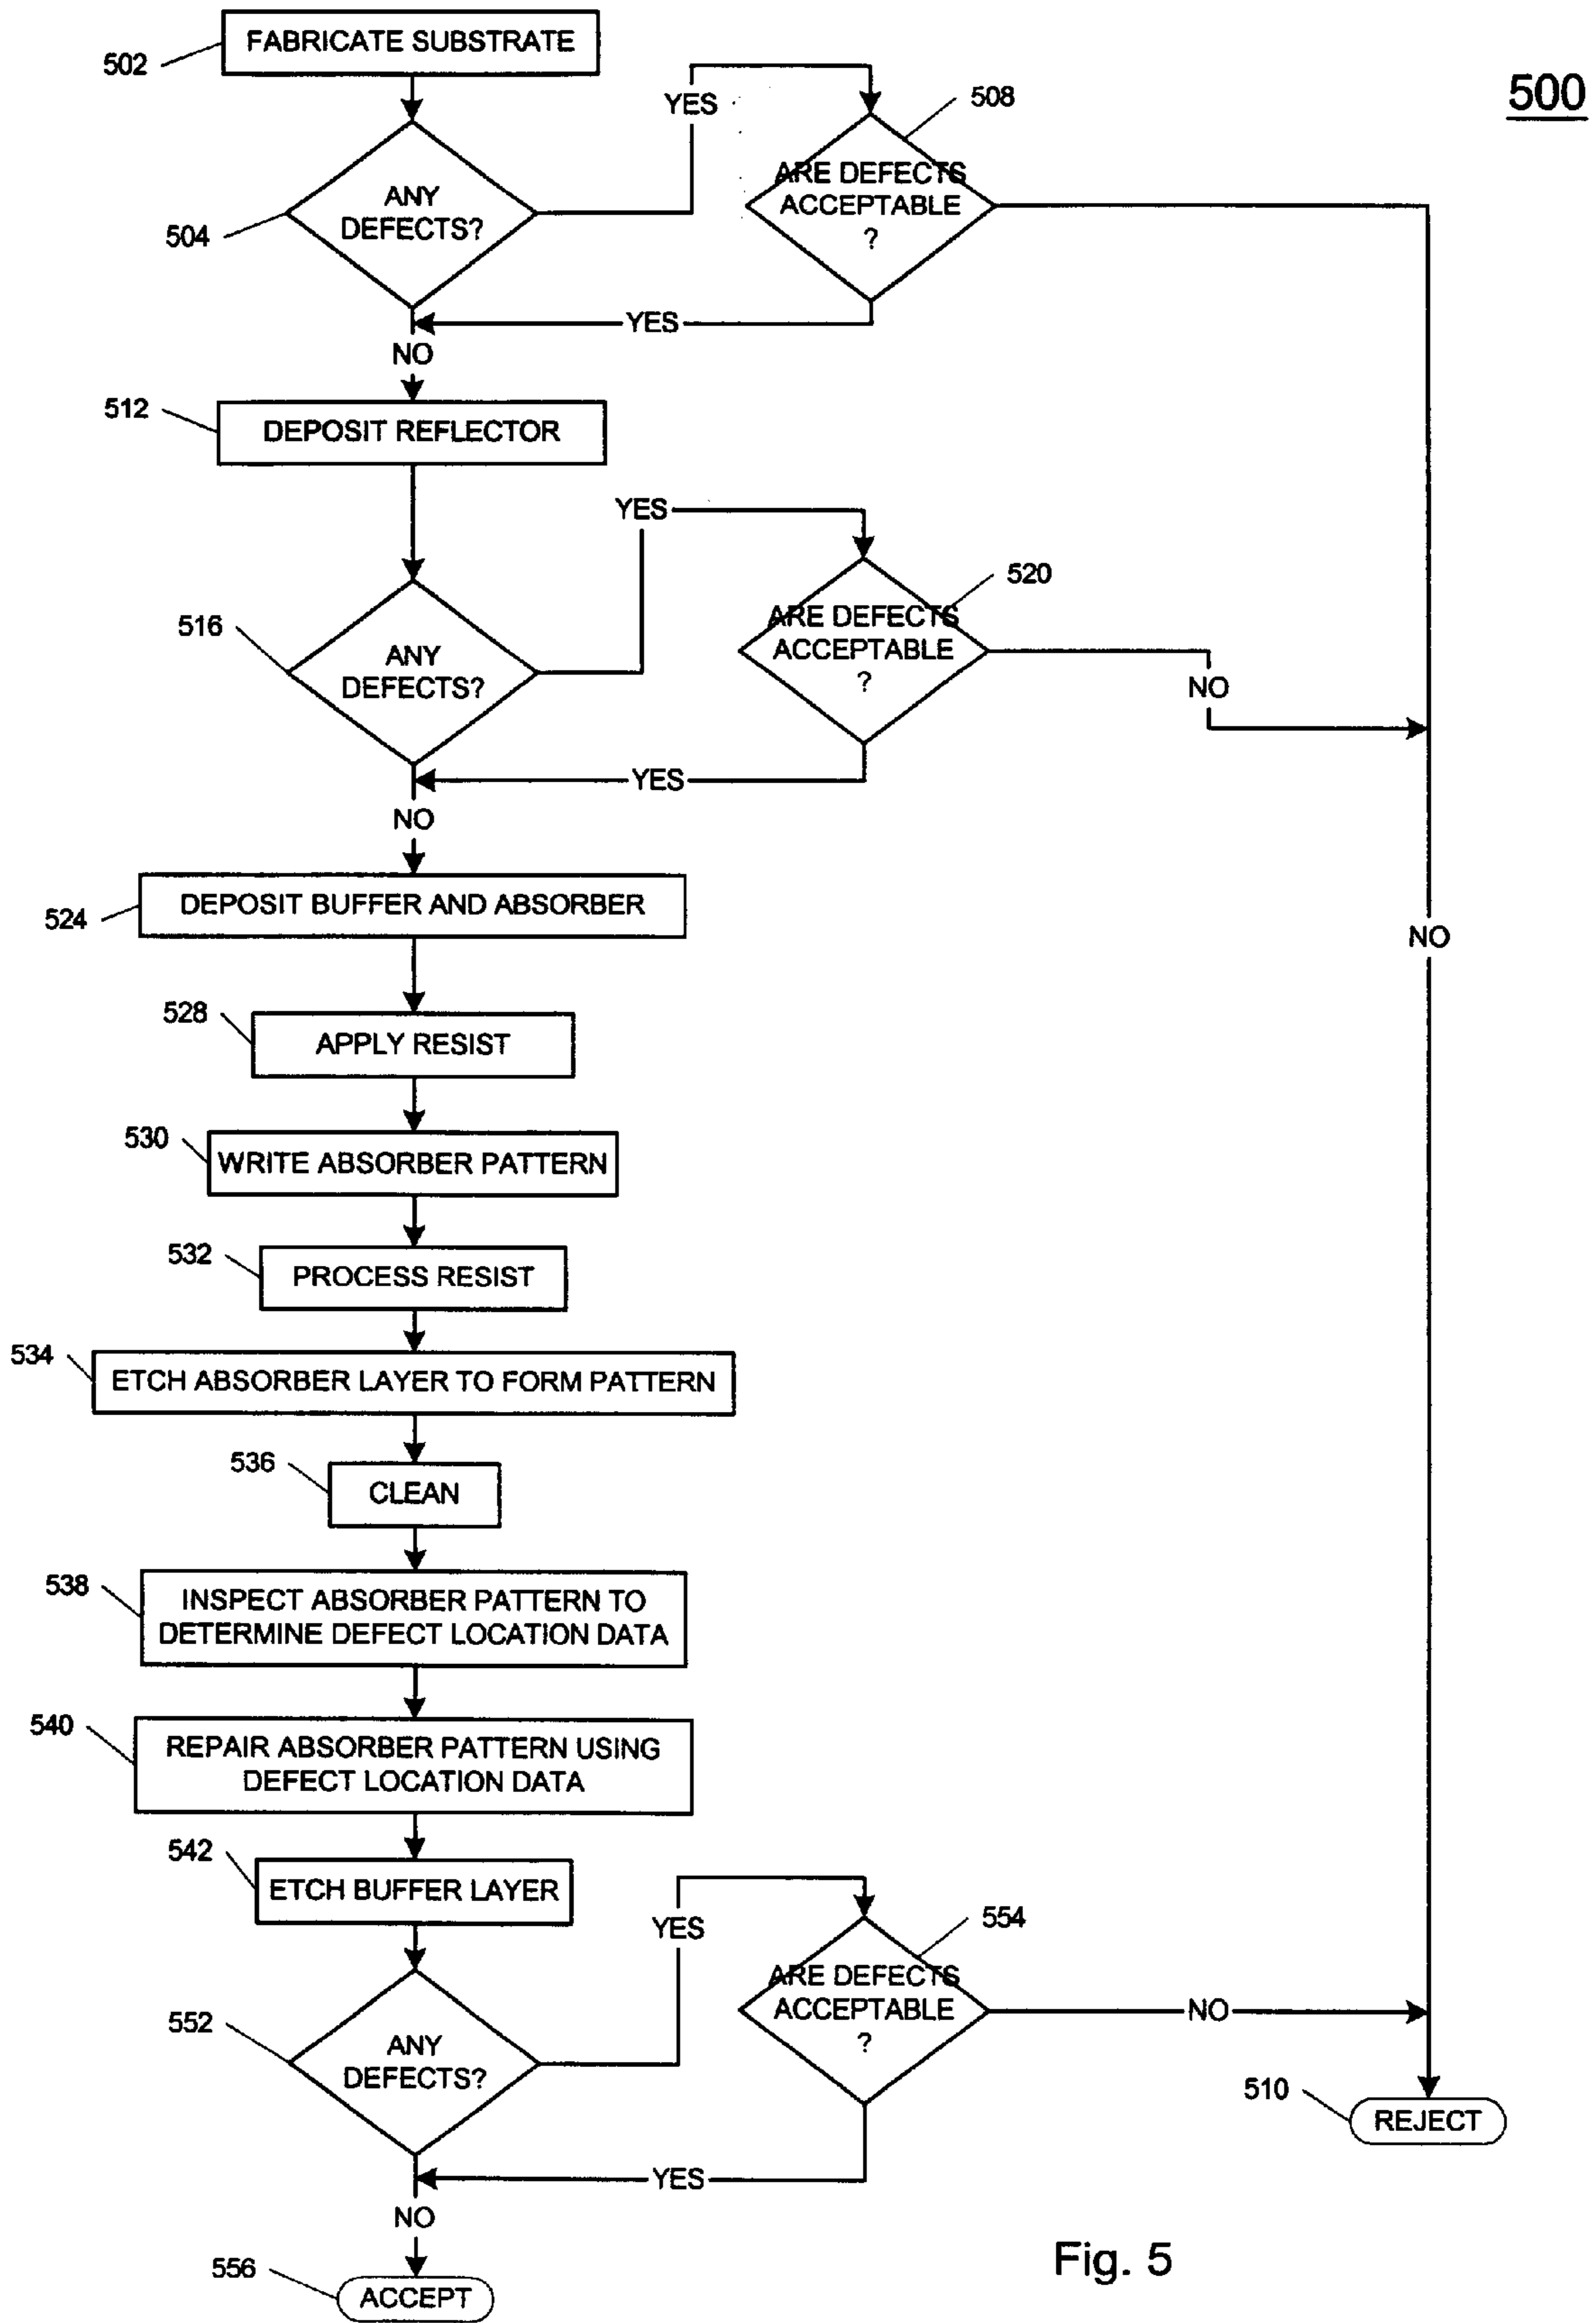 500
502
FABRICATE SUBSTRATE
504
ANY
DEFECTS?
YES
508
ARE DEFECTS
ACCEPTABLE
?
YES
NO
512
DEPOSIT REFLECTOR
516
ANY
DEFECTS?
YES
520
ARE DEFECTS
ACCEPTABLE
?
NO
YES
NO
524
DEPOSIT BUFFER AND ABSORBER
NO
528
APPLY RESIST
530
WRITE ABSORBER PATTERN
532
PROCESS RESIST
534
ETCH ABSORBER LAYER TO FORM PATTERN
536
CLEAN
538
INSPECT ABSORBER PATTERN TO
DETERMINE DEFECT LOCATION DATA
540
REPAIR ABSORBER PATTERN USING
DEFECT LOCATION DATA
542
ETCH BUFFER LAYER
552
ANY
DEFECTS?
YES
554
ARE DEFECTS
ACCEPTABLE
?
NO
510
REJECT
YES
NO
556
ACCEPT
Fig. 5